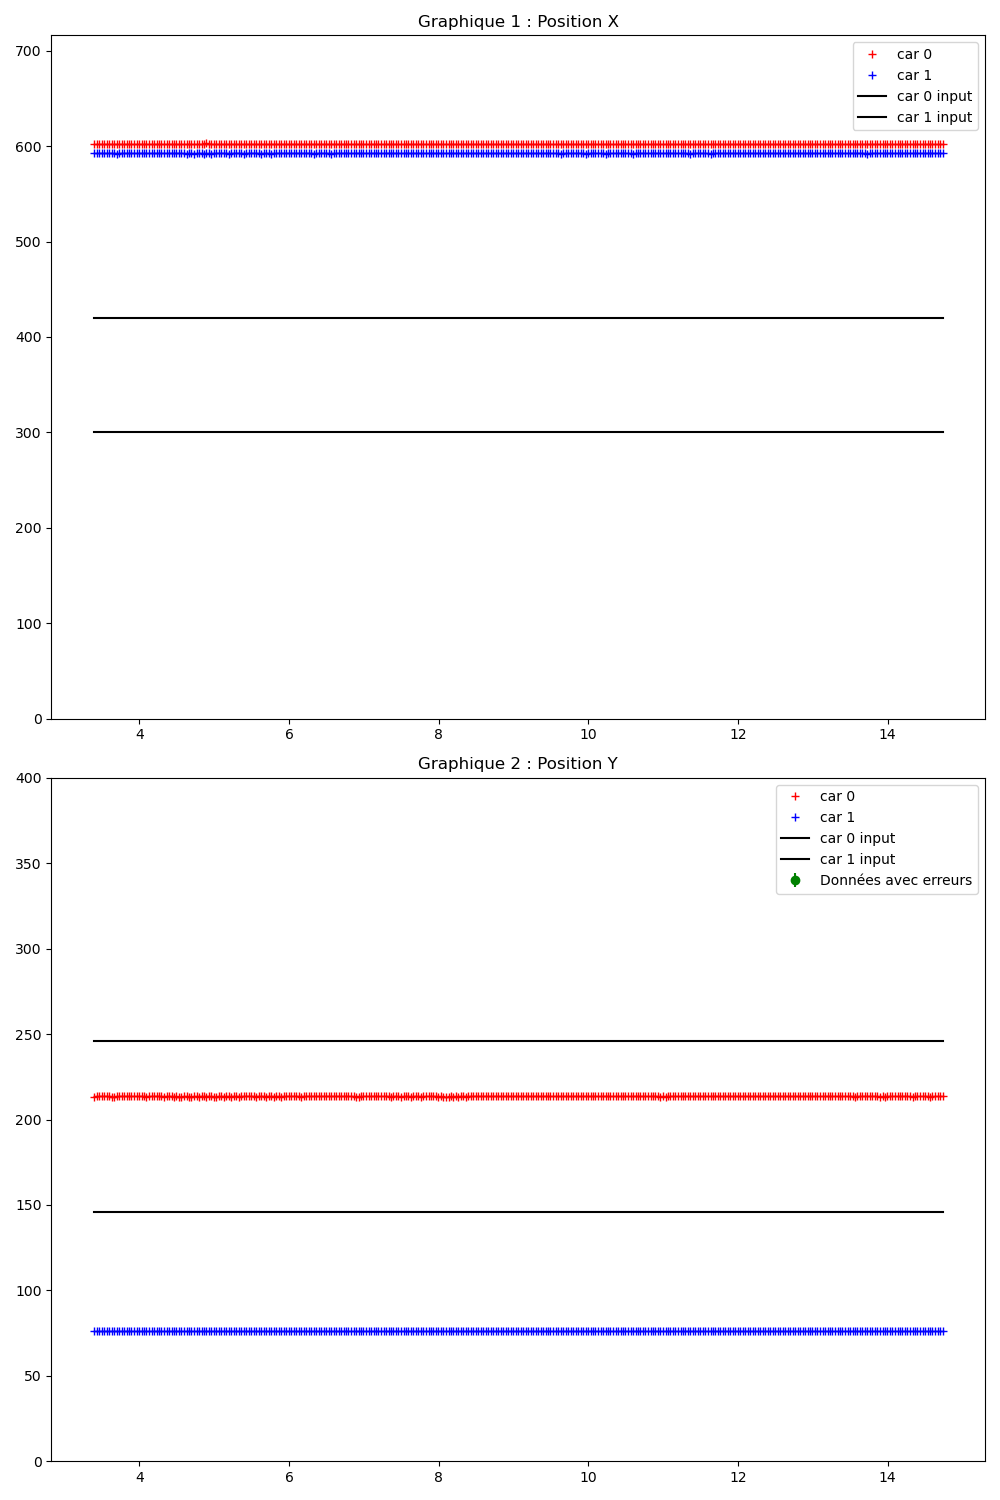 Graphique 1 : Position X
700
600
500
400
300
200
100
0
car 0
car 1
car 0 input
car 1 input
4 6 8 10 12 14
Graphique 2 : Position Y
400
350
300
250
200
150
100
50
0
car 0
car 1
car 0 input
car 1 input
Données avec erreurs
4 6 8 10 12 14